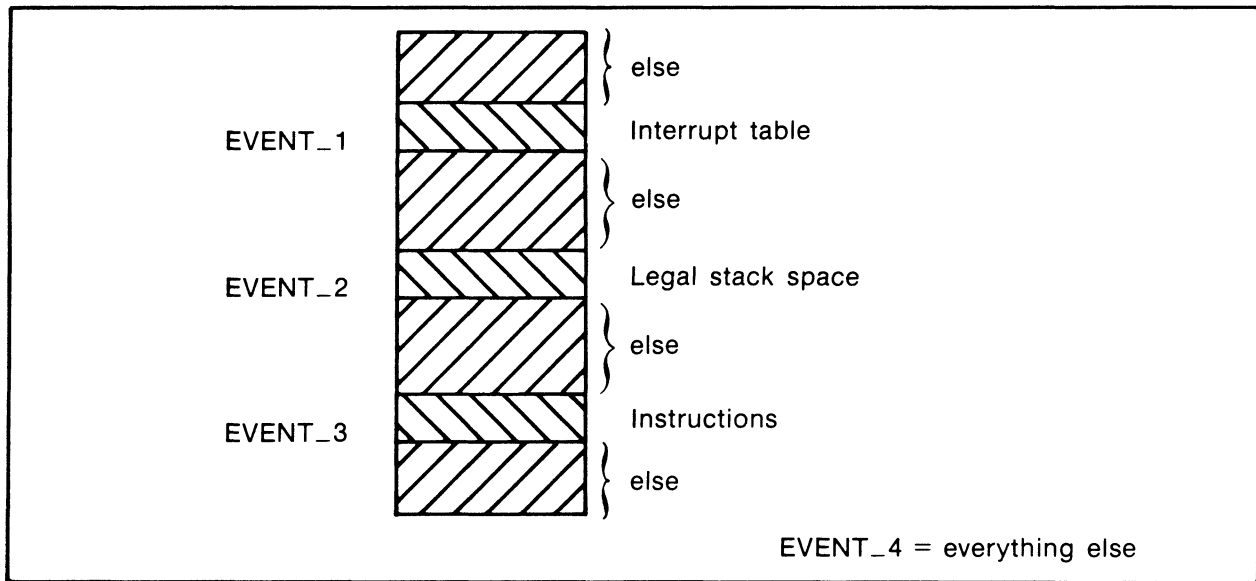 else
EVENT_1
Interrupt table
else
EVENT_2
Legal stack space
else
EVENT_3
Instructions
else
EVENT_4 = everything else